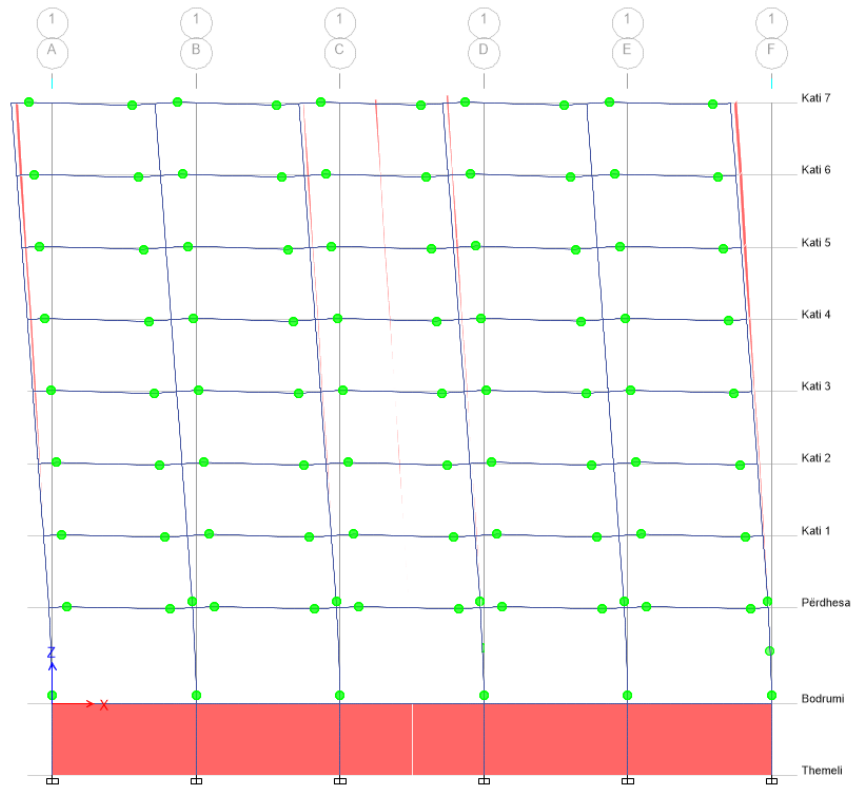 1 1 1 1 1 1
A B C D E F
Kati 7
Kati 6
Kati 5
Kati 4
Kati 3
Kati 2
Kati 1
Përdhesa
Z
X
Bodrumi
Themeli